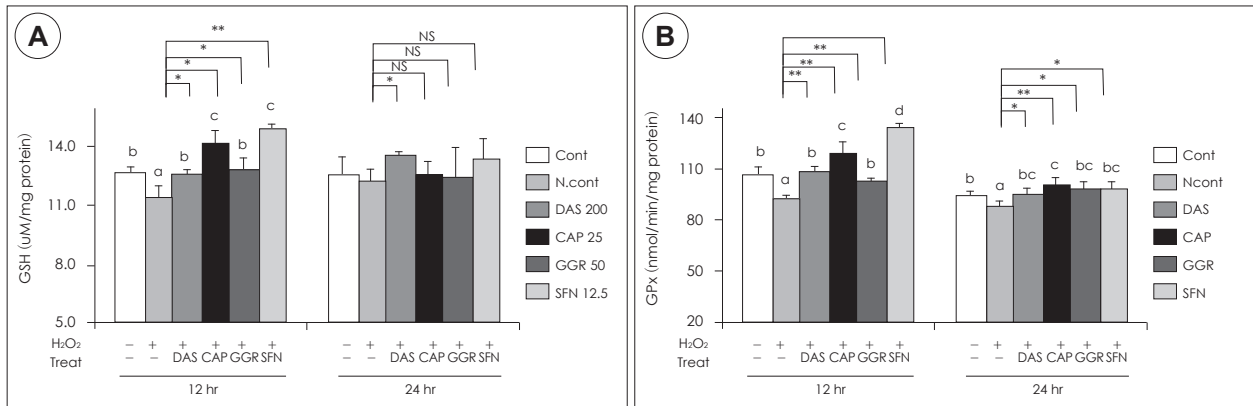 A
** NS
* NS
* NS
* *
GSH (uM/mg protein)
14.0
11.0
8.0
5.0
b a b c b c
Cont
N.cont
DAS 200
CAP 25
GGR 50
SFN 12.5
H₂O₂ − + + + + + − + + + + +
Treat − − DAS CAP GGR SFN − − DAS CAP GGR SFN
12 hr 24 hr
B
** *
** *
** **
** *
GPx (nmol/min/mg protein)
140
110
80
50
20
b a b c b d b a bc c bc bc
Cont
Ncont
DAS
CAP
GGR
SFN
H₂O₂ − + + + + + − + + + + +
Treat − − DAS CAP GGR SFN − − DAS CAP GGR SFN
12 hr 24 hr